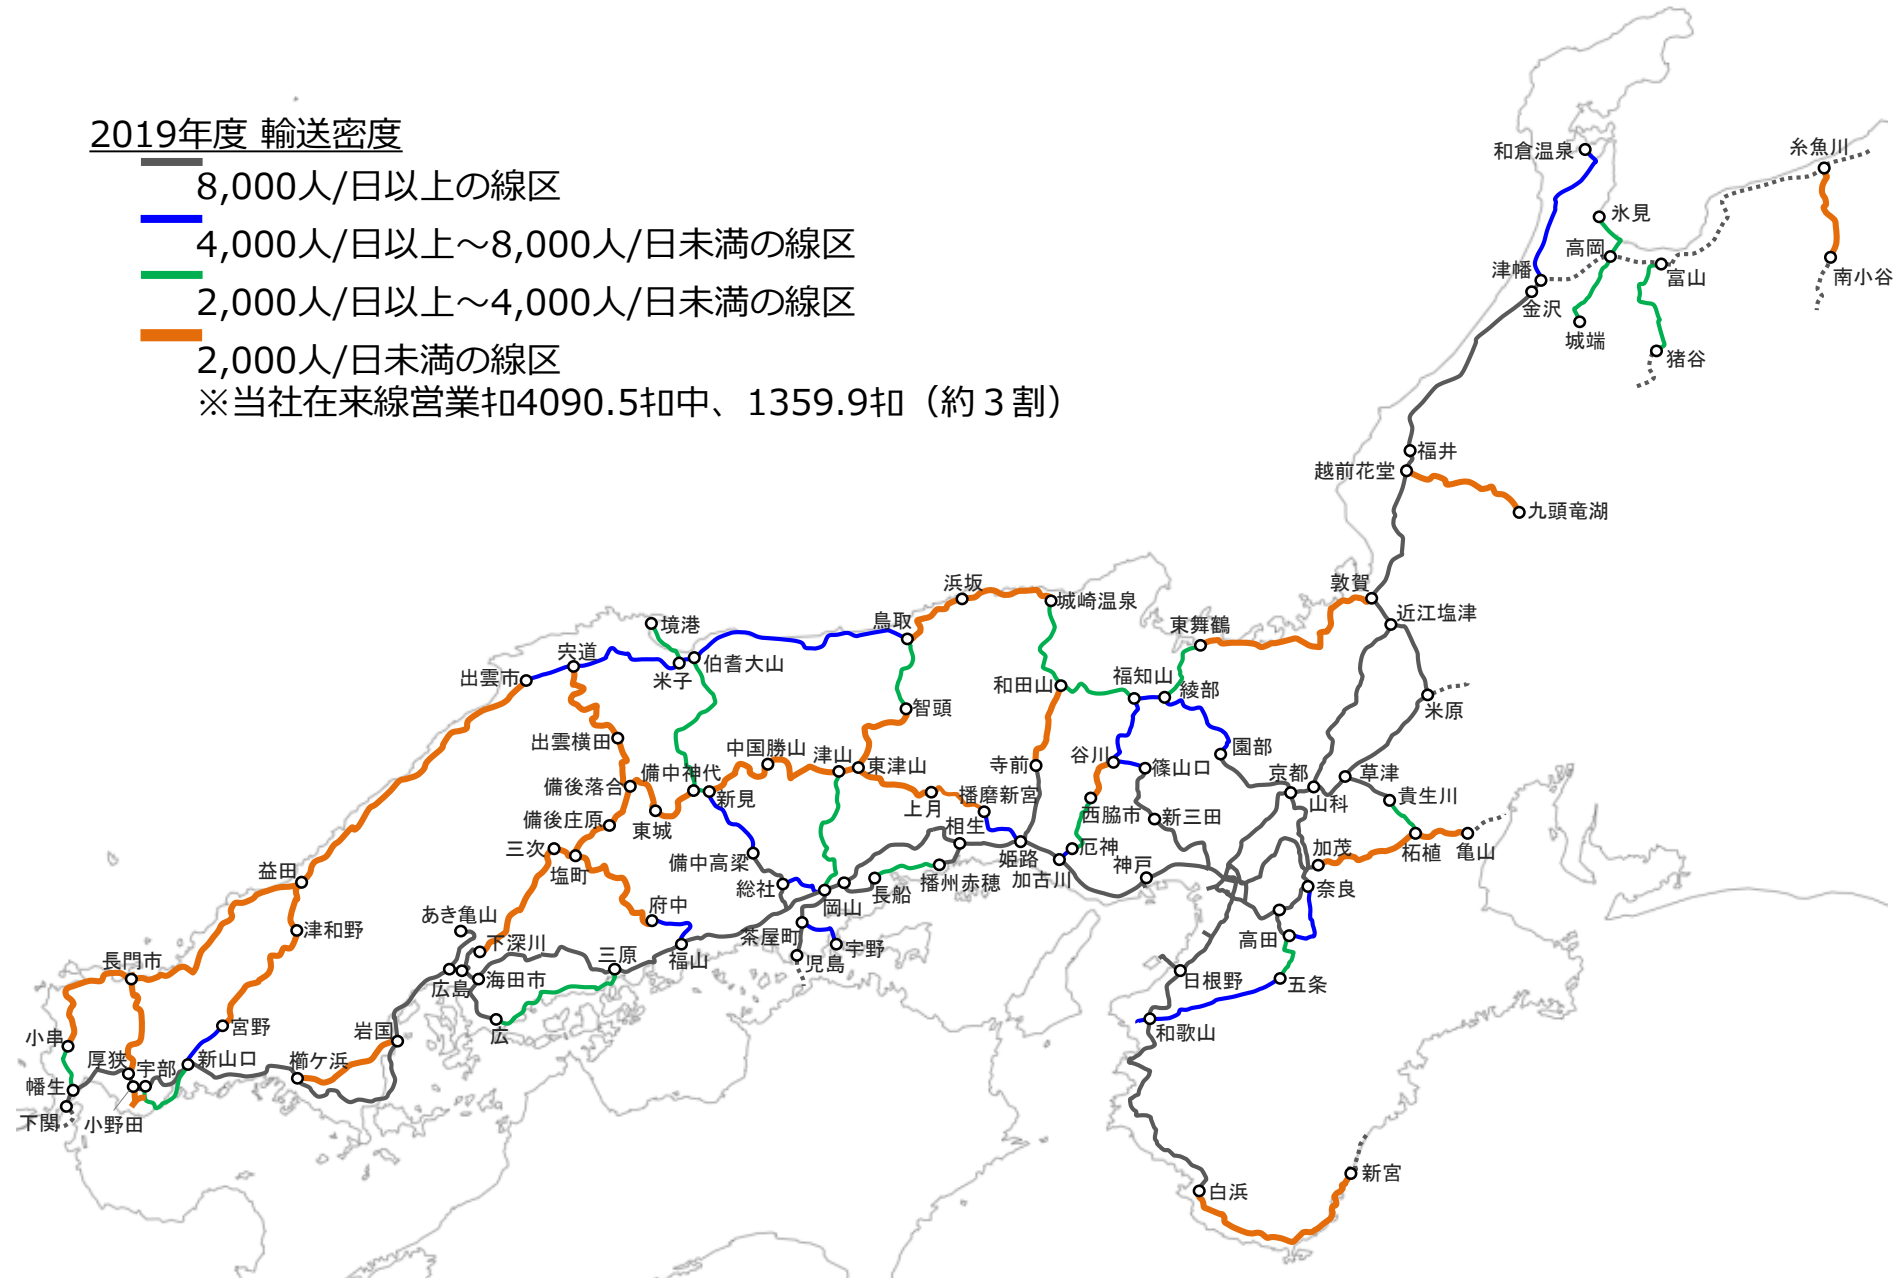 2019年度 輸送密度
8,000人/日以上の線区
4,000人/日以上～8,000人/日未満の線区
2,000人/日以上～4,000人/日未満の線区
2,000人/日未満の線区
※当社在来線営業ｷﾛ4090.5ｷﾛ中、1359.9ｷﾛ（約３割）
和倉温泉
糸魚川
氷見
高岡
津幡
富山
南小谷
金沢
城端
猪谷
福井
越前花堂
九頭竜湖
敦賀
近江塩津
米原
浜坂
城崎温泉
東舞鶴
鳥取
境港
宍道
伯耆大山
米子
出雲市
和田山
福知山
綾部
智頭
出雲横田
中国勝山
津山
東津山
寺前
谷川
篠山口
園部
京都
山科
草津
貴生川
備後落合
備中神代
新見
東城
上月
播磨新宮
西脇市
新三田
備後庄原
三次
塩町
備中高梁
相生
姫路
厄神
加古川
神戸
加茂
柘植
亀山
総社
岡山
長船
播州赤穂
奈良
益田
津和野
あき亀山
府中
下深川
三原
福山
茶屋町
宇野
児島
高田
長門市
広島
海田市
日根野
五条
小串
宮野
岩国
広
和歌山
厚狭
宇部
新山口
櫛ケ浜
幡生
下関
小野田
白浜
新宮